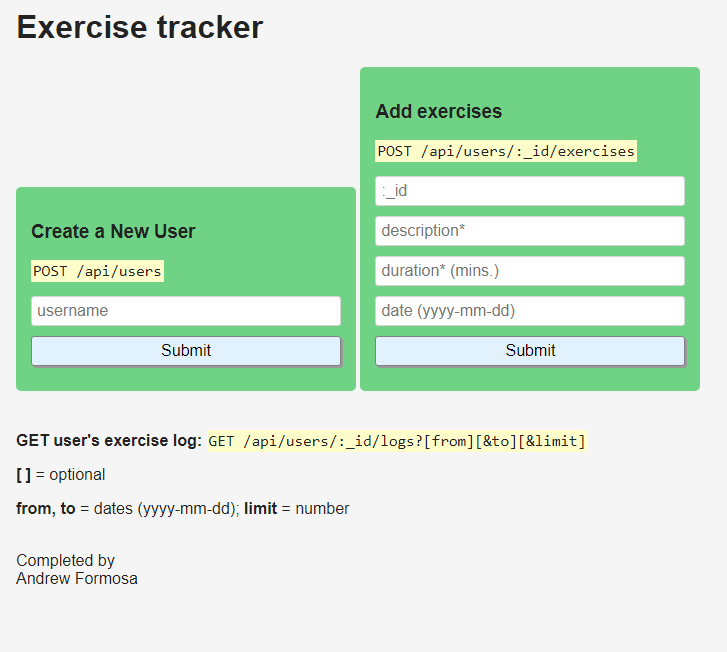 Exercise tracker
Create a New User
POST /api/users
username
Submit
Add exercises
POST /api/users/:_id/exercises
:_id
description*
duration* (mins.)
date (yyyy-mm-dd)
Submit
GET user's exercise log: GET /api/users/:_id/logs?[from][&to][&limit]
[ ] = optional
from, to = dates (yyyy-mm-dd); limit = number
Completed by
Andrew Formosa